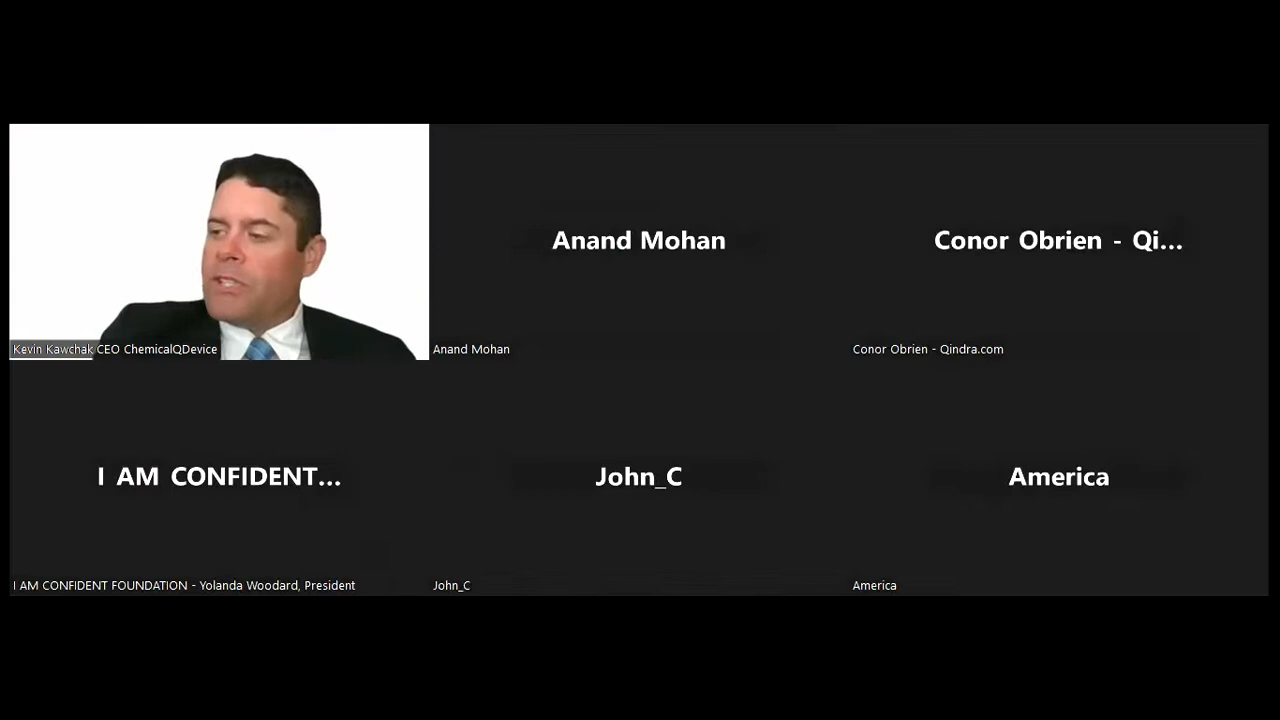 Kevin Kawchak CEO ChemicalQDevice
Anand Mohan
Anand Mohan
Conor Obrien - Qi...
Conor Obrien - Qindra.com
I AM CONFIDENT...
I AM CONFIDENT FOUNDATION - Yolanda Woodard, President
John_C
John_C
America
America